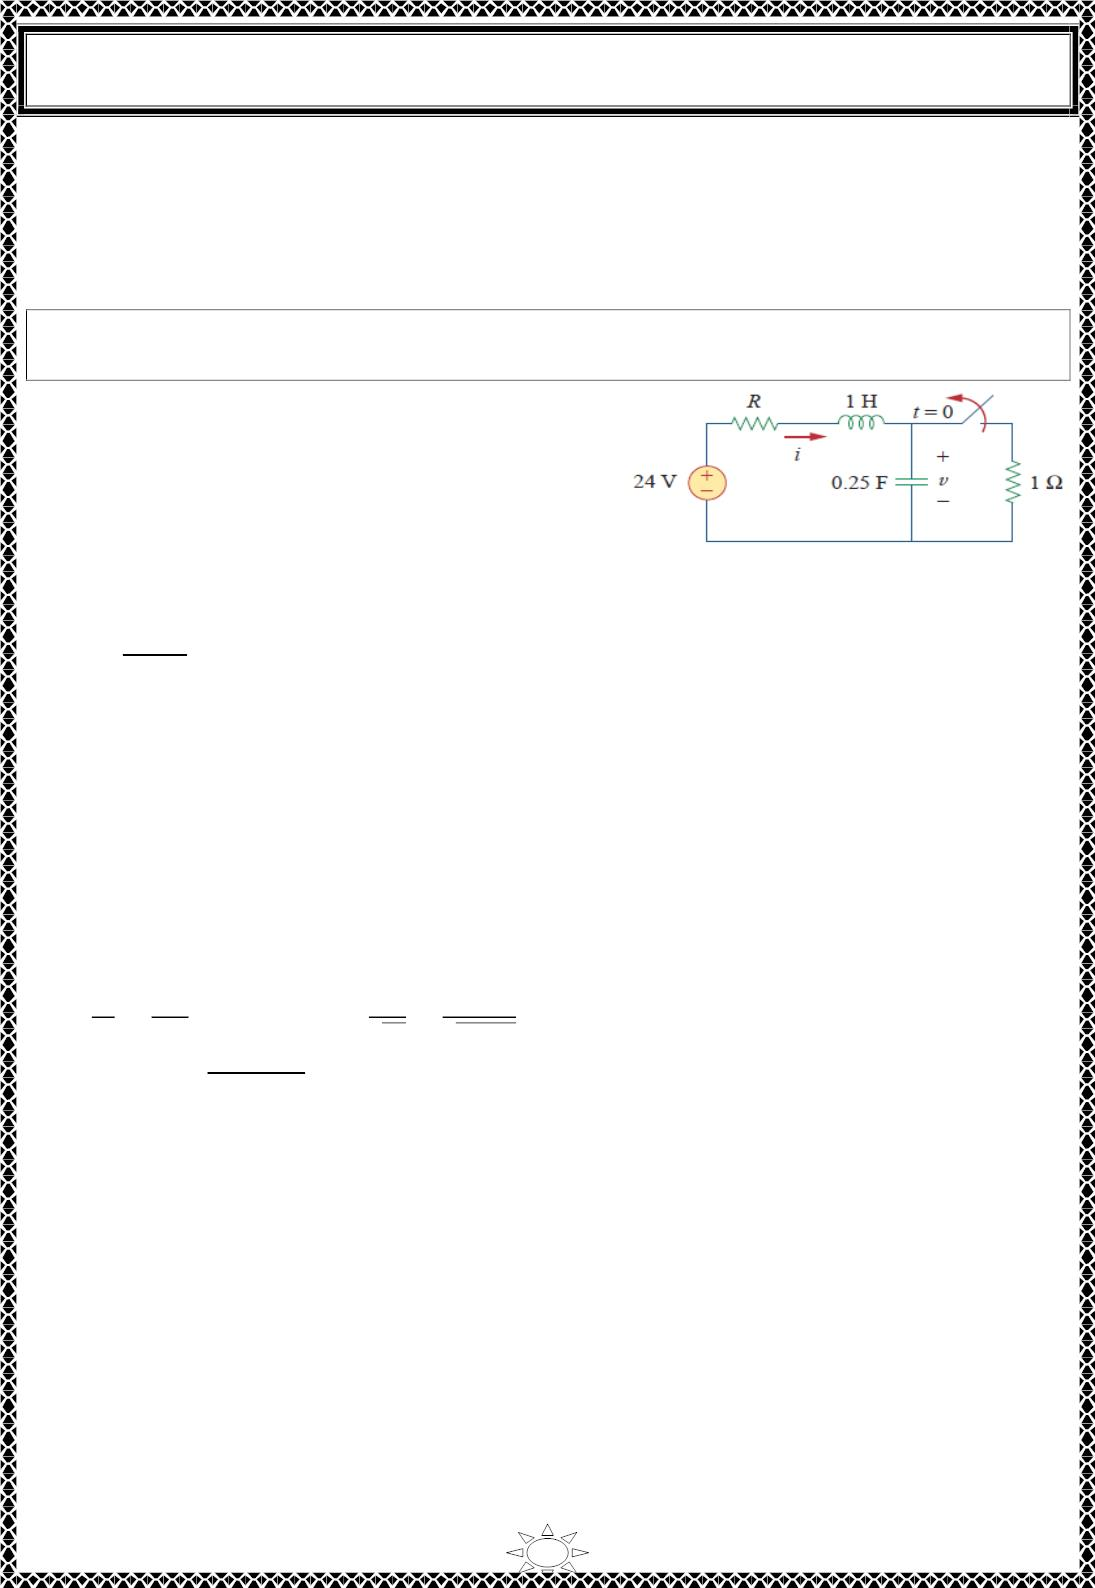 R 1 H
t = 0
i
+
24 V + 0.25 F v 1 Ω
− −